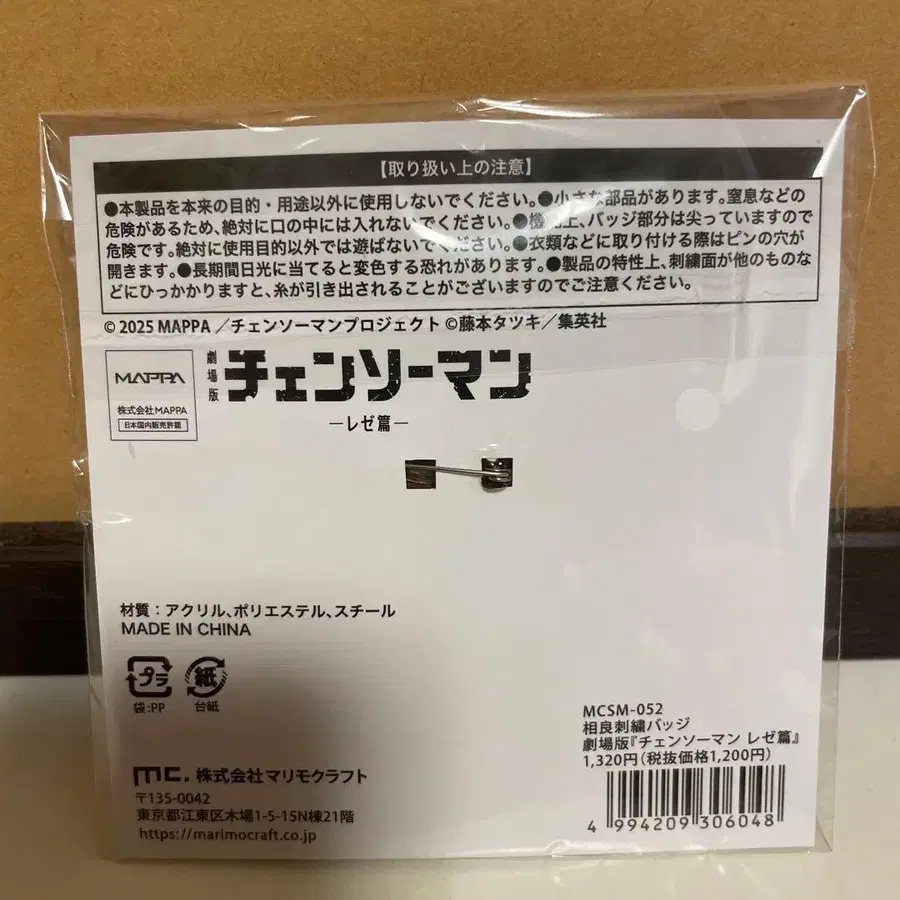 【取り扱い上の注意】
●本製品を本来の目的・用途以外に使用しないでください。●小さな部品があります。窒息などの
危険があるため、絶対に口の中には入れないでください。●機能上、バッジ部分は尖っていますので
危険です。絶対に使用目的以外では遊ばないでください。●衣類などに取り付ける際はピンの穴が
開きます。●長期間日光に当てると変色する恐れがあります。●製品の特性上、刺繍面が他のものな
どにひっかかりますと、糸が引き出されることがございますのでご注意ください。
© 2025 MAPPA／チェンソーマンプロジェクト ©藤本タツキ／集英社
MAPPA
株式会社MAPPA
日本国内販売許諾
劇場版 チェンソーマン
―レゼ篇―
材質：アクリル、ポリエステル、スチール
MADE IN CHINA
プラ
袋:PP
紙
台紙
MCSM-052
相良刺繍バッジ
劇場版『チェンソーマン レゼ篇』
1,320円(税抜価格1,200円)
4 994209 306048
mc. 株式会社マリモクラフト
〒135-0042
東京都江東区木場1-5-15N棟21階
https://marimocraft.co.jp